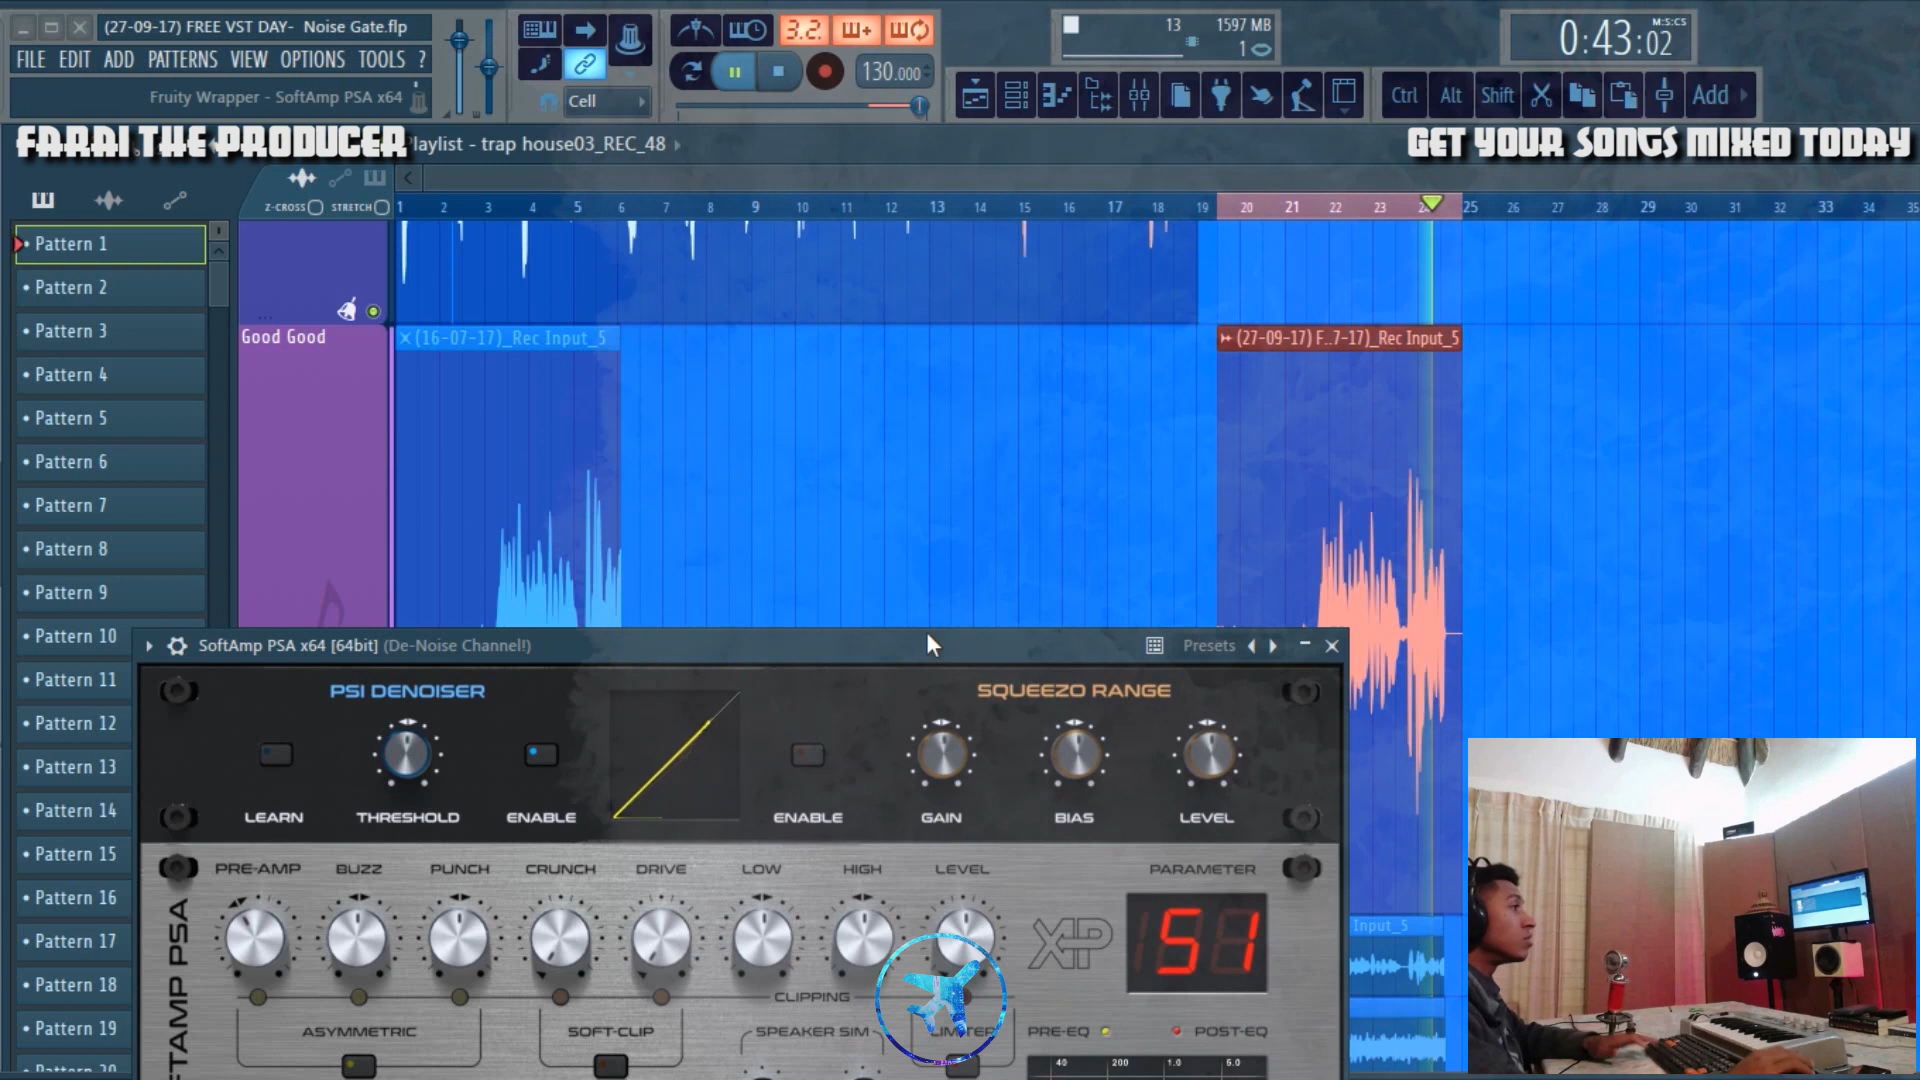 (27-09-17) FREE VST DAY- Noise Gate.flp
FILE EDIT ADD PATTERNS VIEW OPTIONS TOOLS ?
Fruity Wrapper - SoftAmp PSA x64
3.2.
130.000
Cell
13
1597 MB
1
0:43:02
M:S:CS
Ctrl Alt Shift Add
FARAI THE PRODUCER
Playlist - trap house03_REC_48
GET YOUR SONGS MIXED TODAY
Z-CROSS STRETCH
1 2 3 4 5 6 7 8 9 10 11 12 13 14 15 16 17 18 19 20 21 22 23 24 25 26 27 28 29 30 31 32 33 34 35
Pattern 1
Pattern 2
Pattern 3
Pattern 4
Pattern 5
Pattern 6
Pattern 7
Pattern 8
Pattern 9
Pattern 10
Pattern 11
Pattern 12
Pattern 13
Pattern 14
Pattern 15
Pattern 16
Pattern 17
Pattern 18
Pattern 19
Pattern 20
Good Good
(16-07-17)_Rec Input_5
(27-09-17) F..7-17)_Rec Input_5
SoftAmp PSA x64 [64bit] (De-Noise Channel!)
Presets
PSI DENOISER
SQUEEZO RANGE
LEARN THRESHOLD ENABLE ENABLE GAIN BIAS LEVEL
PRE-AMP BUZZ PUNCH CRUNCH DRIVE LOW HIGH LEVEL PARAMETER
XP
51
FTAMP PSA
CLIPPING
ASYMMETRIC SOFT-CLIP SPEAKER SIM LIMITER PRE-EQ POST-EQ
40 200 1.0 5.0
Input_5